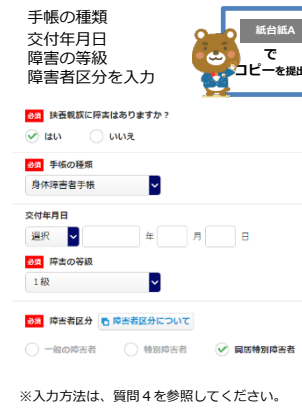 手帳の種類
交付年月日
障害の等級
障害者区分を入力
紙台紙A
で
コピーを提出
必須 扶養親族に障害はありますか？
はい いいえ
必須 手帳の種類
身体障害者手帳
交付年月日
選択 年 月 日
必須 障害の等級
1級
必須 障害者区分 障害者区分について
一般の障害者 特別障害者 同居特別障害者
※入力方法は、質問４を参照してください。